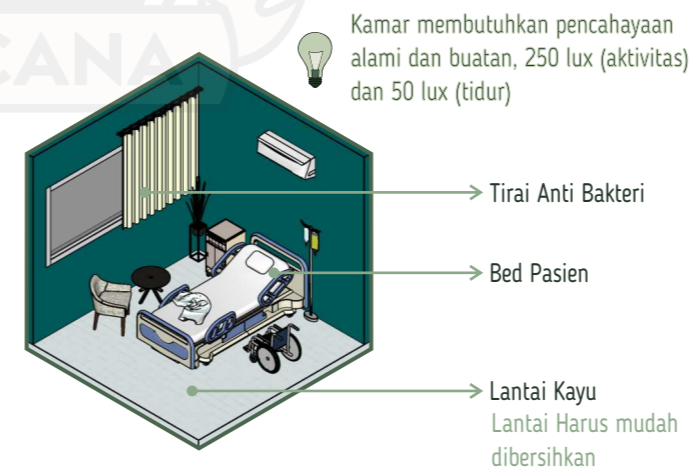 CANA
Kamar membutuhkan pencahayaan
alami dan buatan, 250 lux (aktivitas)
dan 50 lux (tidur)
Tirai Anti Bakteri
Bed Pasien
Lantai Kayu
Lantai Harus mudah
dibersihkan